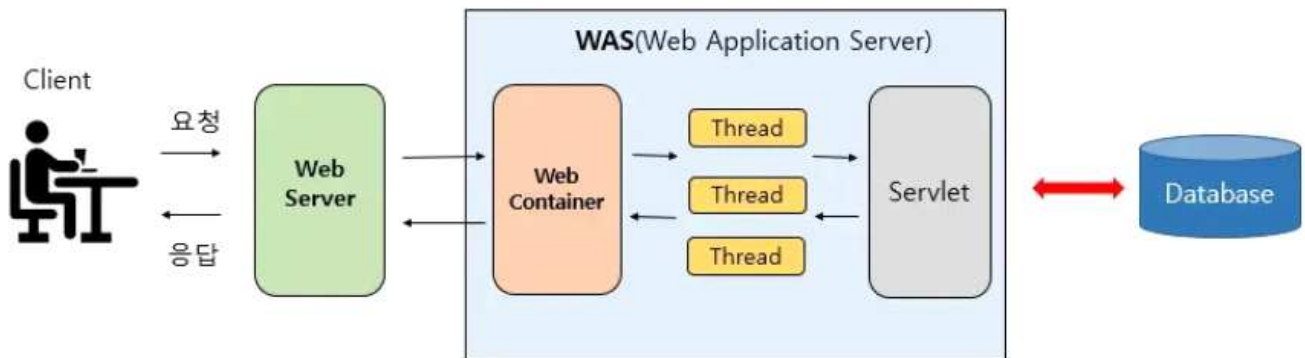 WAS(Web Application Server)
Client
요청
응답
Web
Server
Web
Container
Thread
Thread
Thread
Servlet
Database